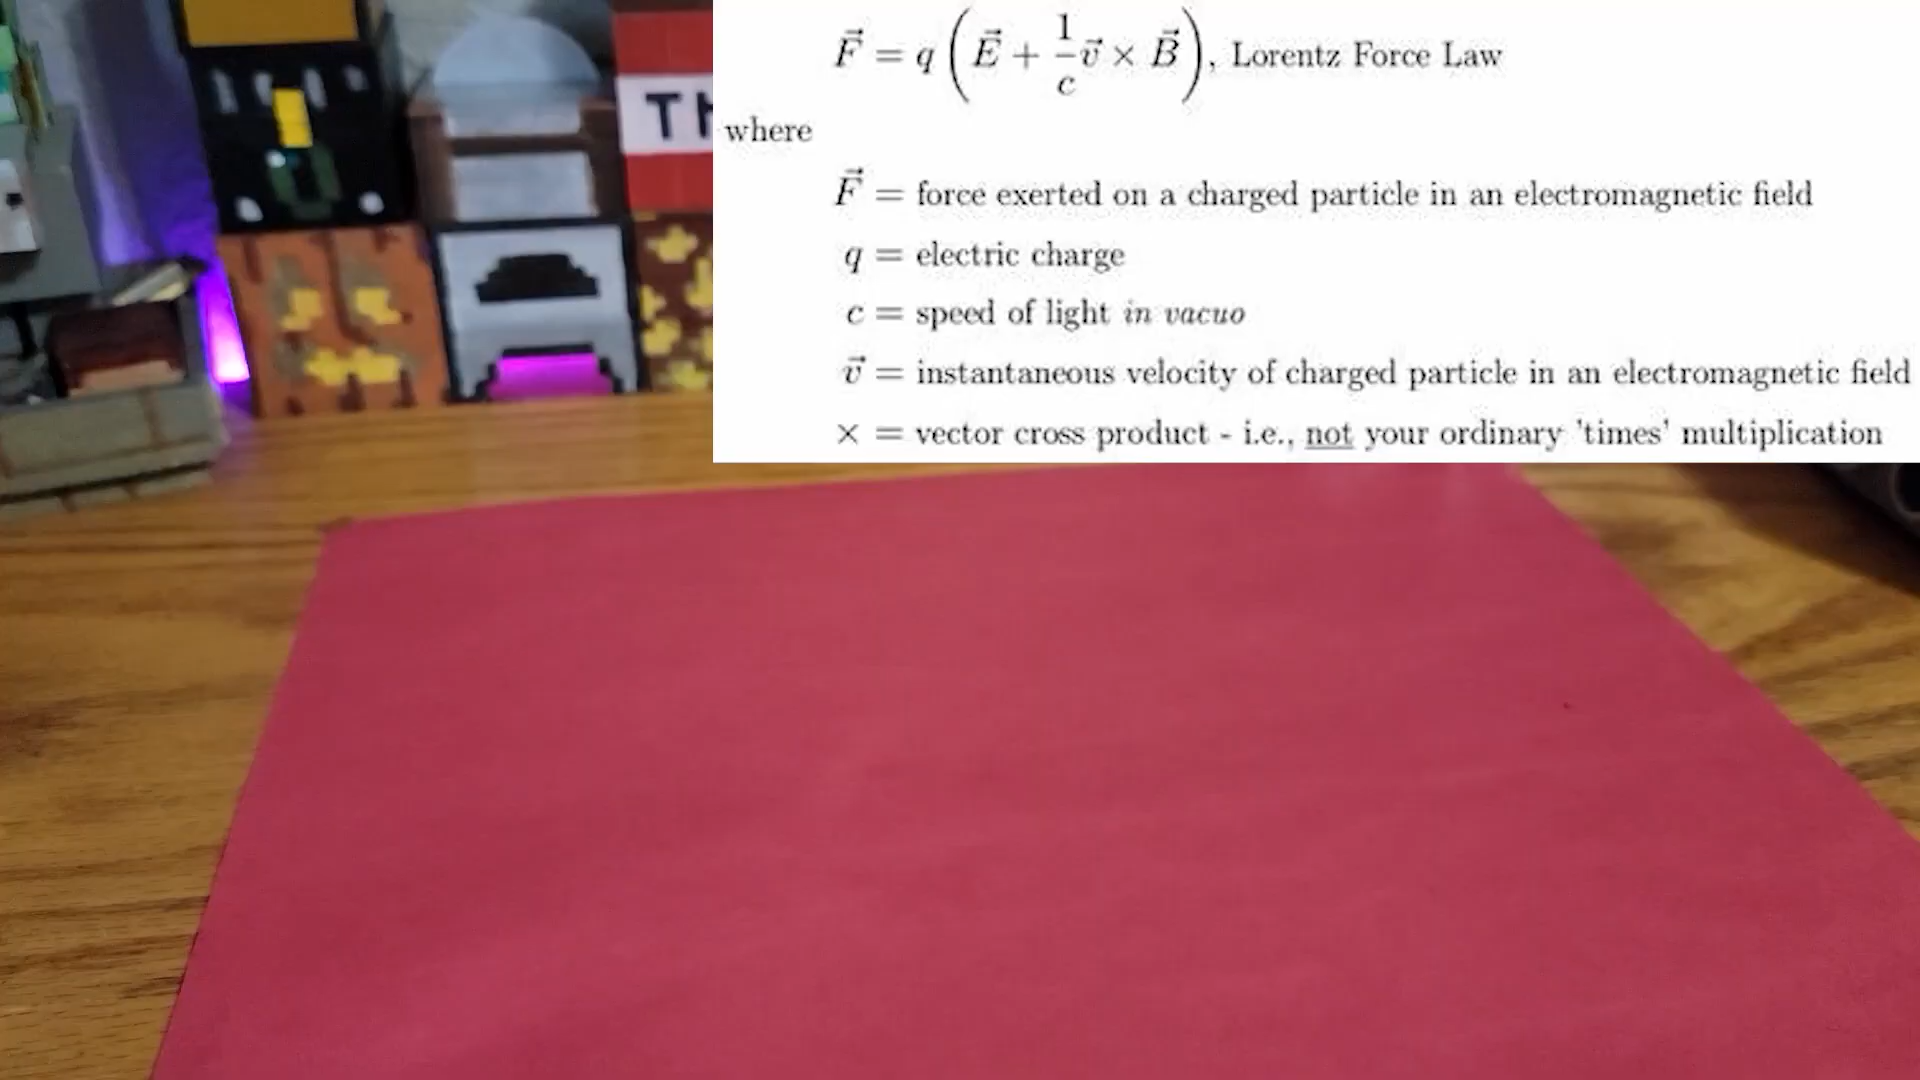 TH
F⃗ = q (E⃗ + 1/c v⃗ × B⃗), Lorentz Force Law
where
F⃗ = force exerted on a charged particle in an electromagnetic field
q = electric charge
c = speed of light in vacuo
v⃗ = instantaneous velocity of charged particle in an electromagnetic field
× = vector cross product - i.e., not your ordinary 'times' multiplication